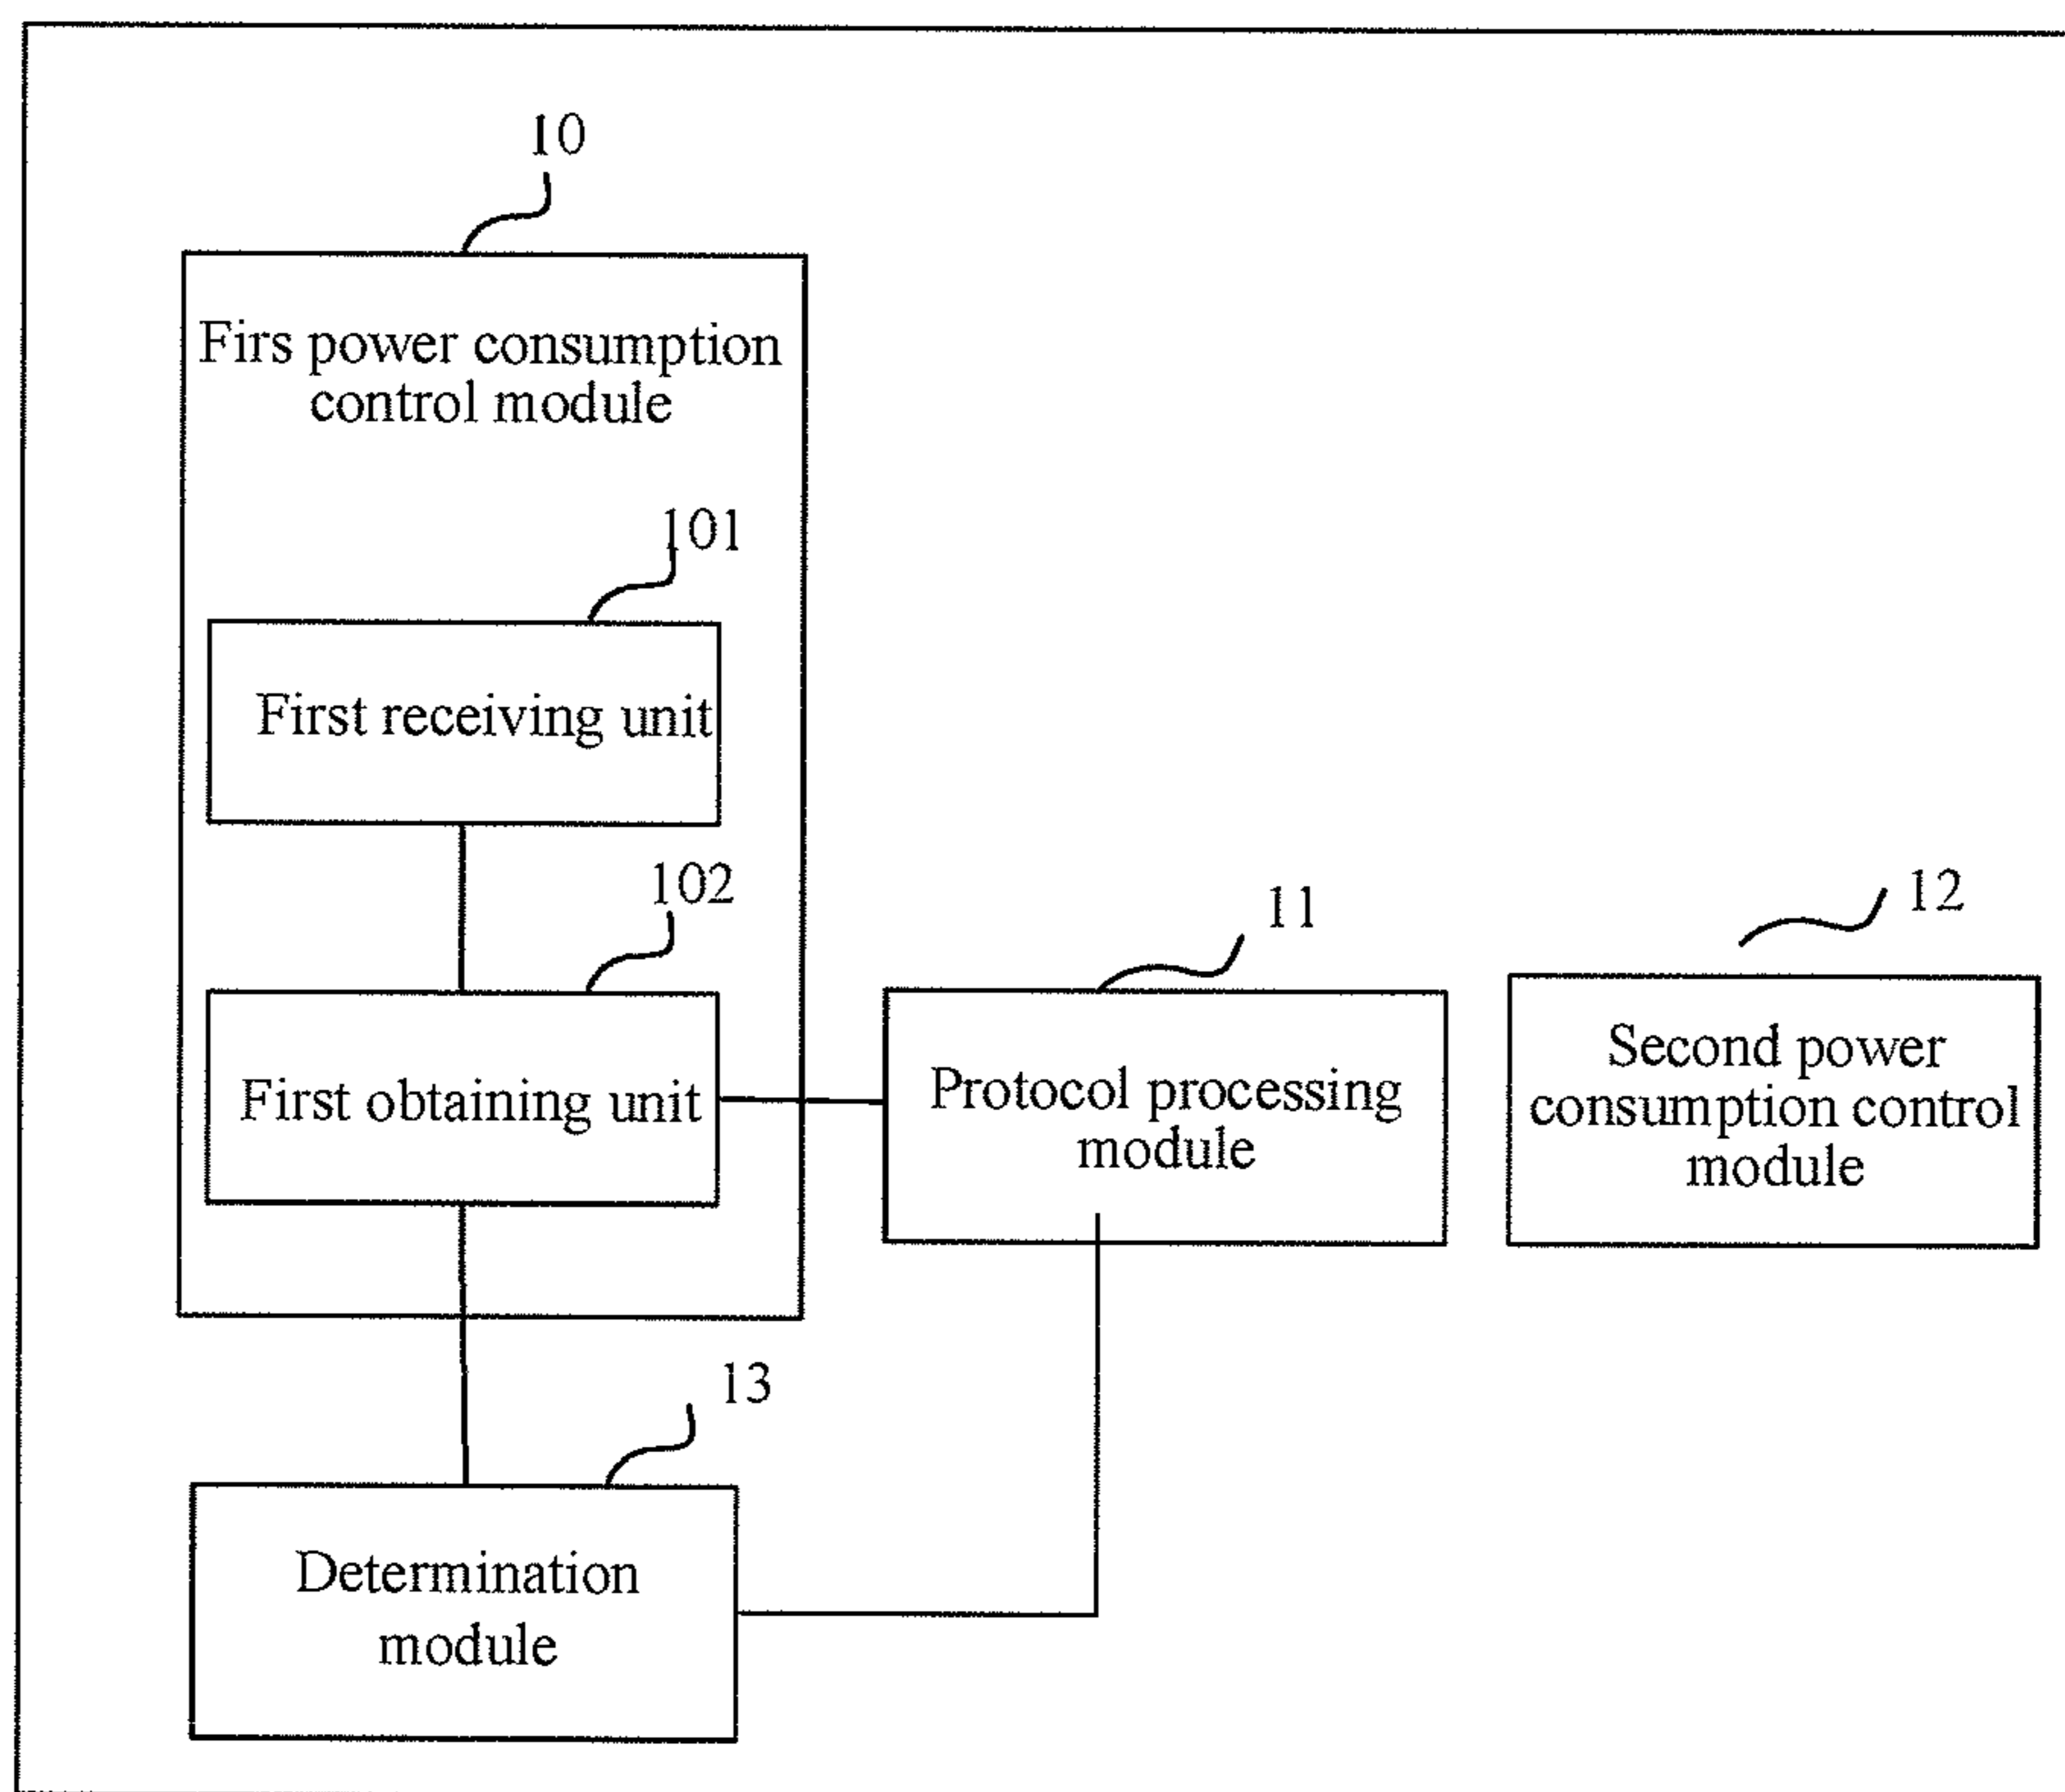 10
Firs power consumption
control module
101
First receiving unit
102
First obtaining unit
11
Protocol processing
module
12
Second power
consumption control
module
13
Determination
module